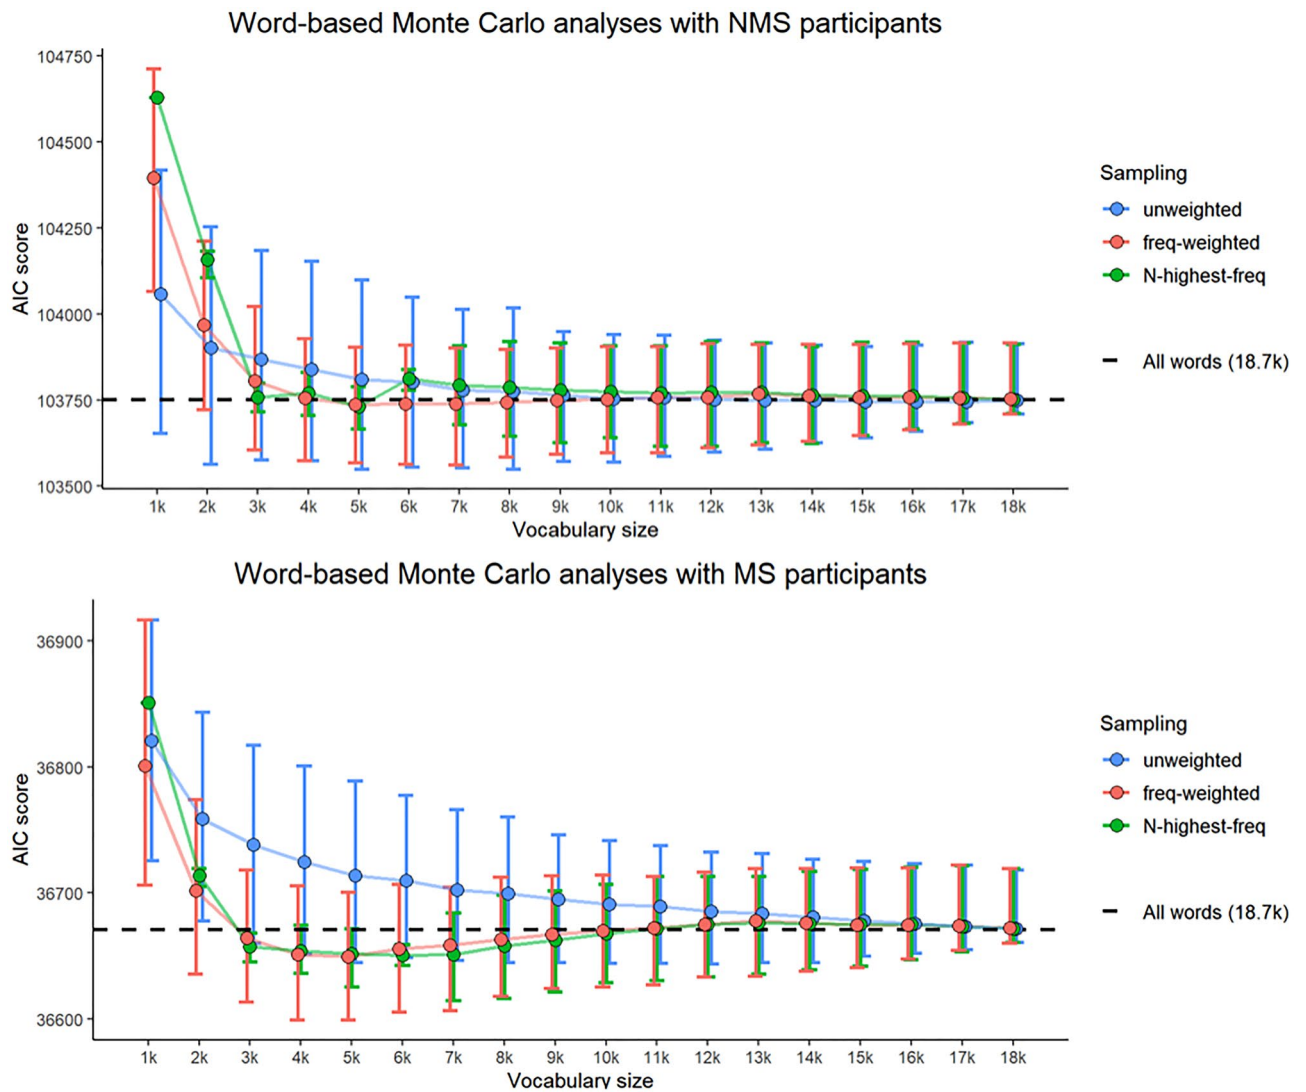 Word-based Monte Carlo analyses with NMS participants
104750
104500
104250
104000
103750
103500
AIC score
1k 2k 3k 4k 5k 6k 7k 8k 9k 10k 11k 12k 13k 14k 15k 16k 17k 18k
Vocabulary size
Sampling
unweighted
freq-weighted
N-highest-freq
All words (18.7k)
Word-based Monte Carlo analyses with MS participants
36900
36800
36700
36600
AIC score
1k 2k 3k 4k 5k 6k 7k 8k 9k 10k 11k 12k 13k 14k 15k 16k 17k 18k
Vocabulary size
Sampling
unweighted
freq-weighted
N-highest-freq
All words (18.7k)